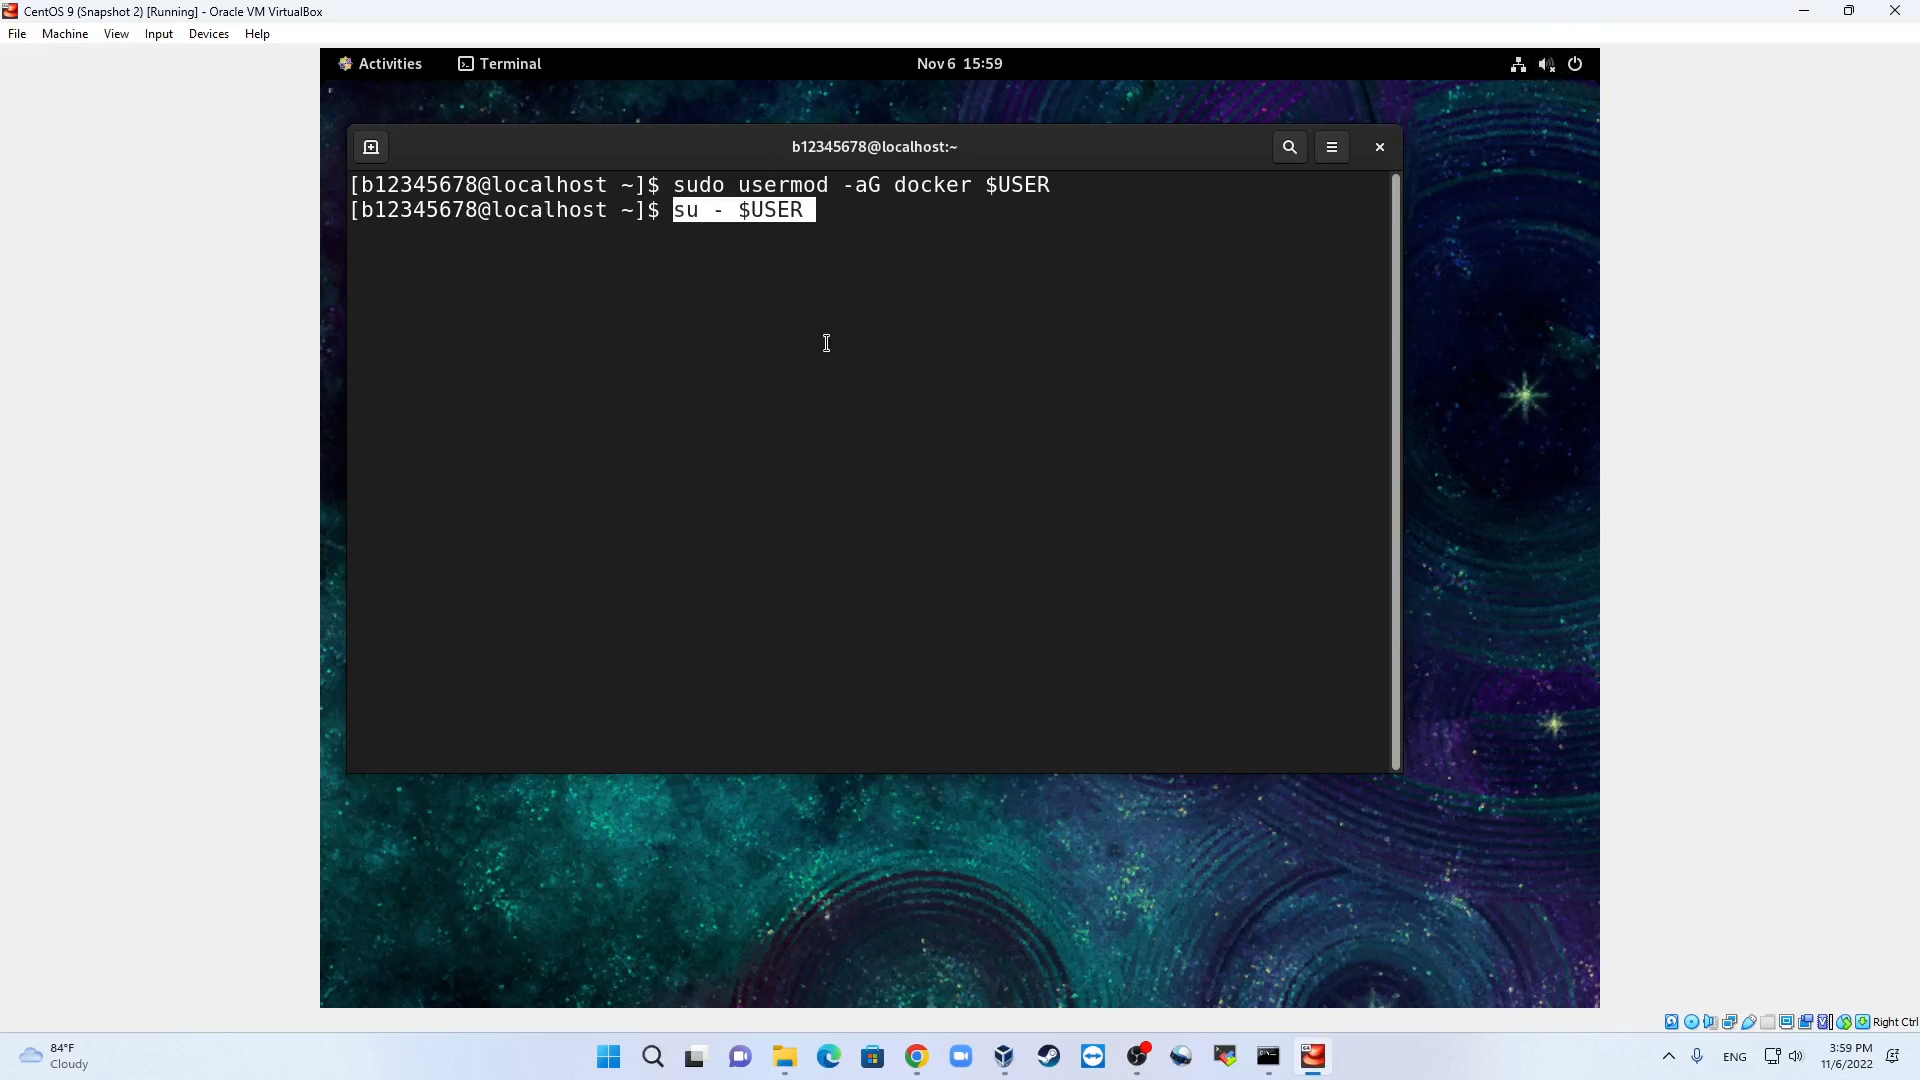 CentOS 9 (Snapshot 2) [Running] - Oracle VM VirtualBox
File Machine View Input Devices Help
Activities Terminal Nov 6 15:59
b12345678@localhost:~
[b12345678@localhost ~]$ sudo usermod -aG docker $USER
[b12345678@localhost ~]$ su - $USER
Right Ctrl
84°F
Cloudy
ENG
3:59 PM
11/6/2022